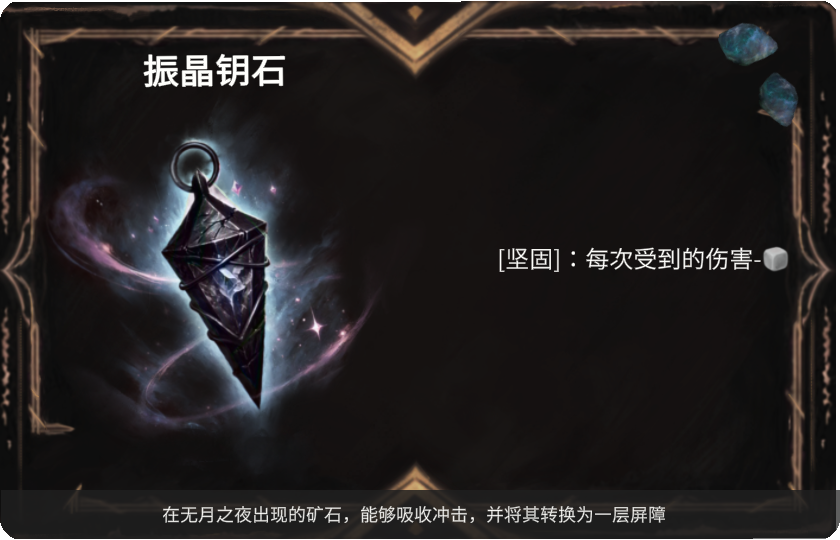 振晶钥石
[坚固]：每次受到的伤害-
在无月之夜出现的矿石，能够吸收冲击，并将其转换为一层屏障